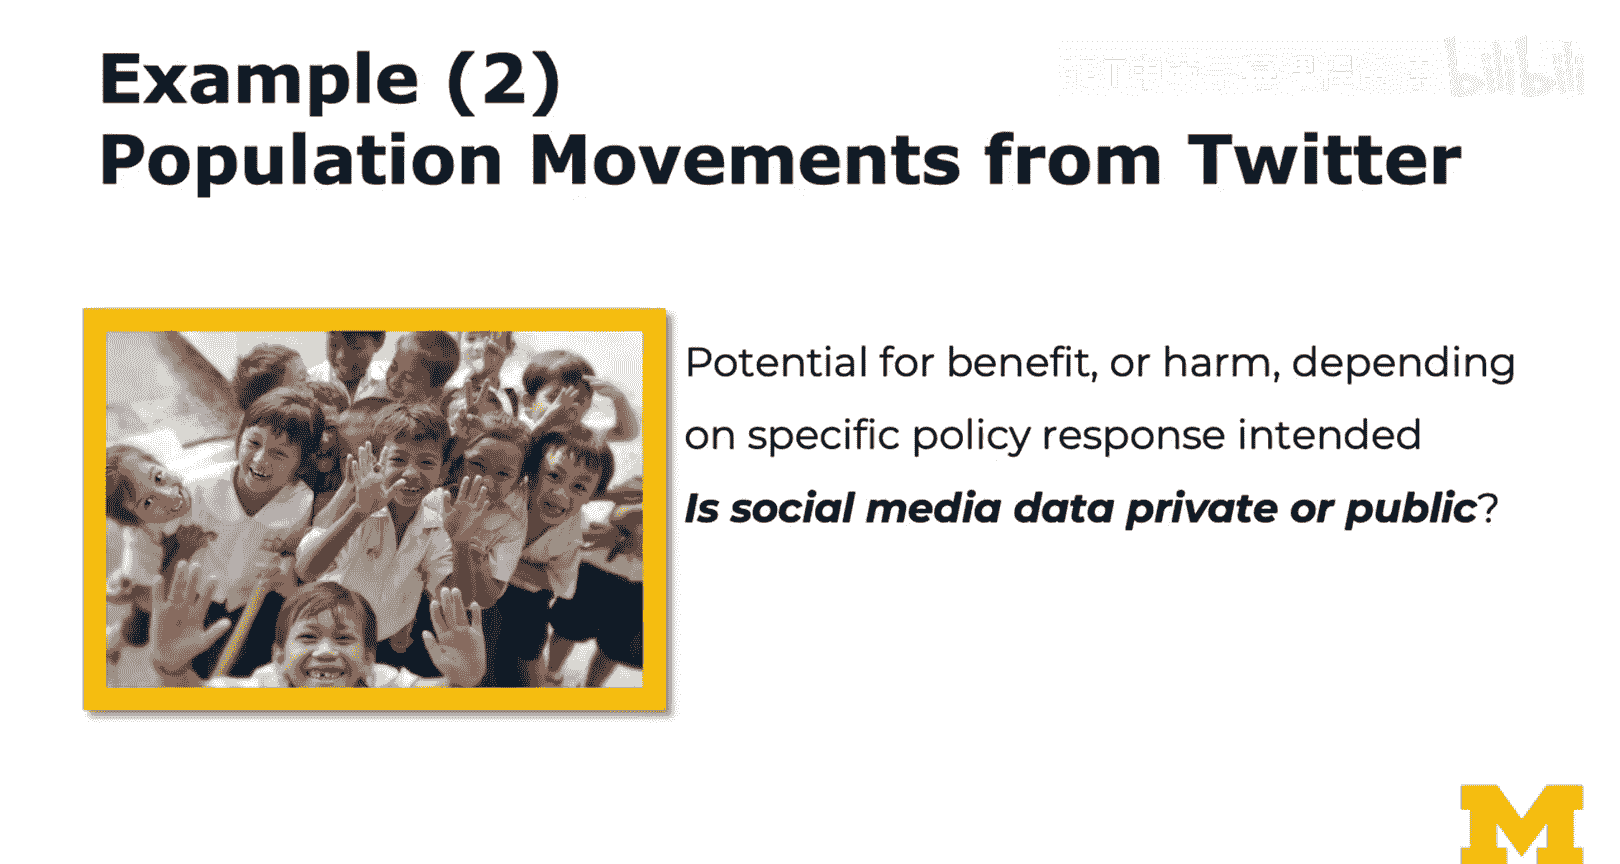 Example (2)
Population Movements from Twitter
bilibili
Potential for benefit, or harm, depending
on specific policy response intended
Is social media data private or public?
M